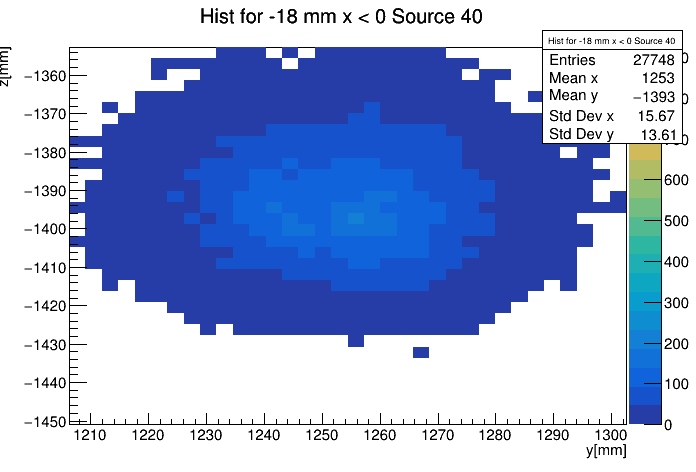 Hist for -18 mm x < 0 Source 40
Hist for -18 mm x < 0 Source 40
Entries 27748
Mean x 1253
Mean y −1393
Std Dev x 15.67
Std Dev y 13.61
z[mm]
−1360
−1370
−1380
−1390
−1400
−1410
−1420
−1430
−1440
−1450
1210 1220 1230 1240 1250 1260 1270 1280 1290 1300
y[mm]
600
500
400
300
200
100
0